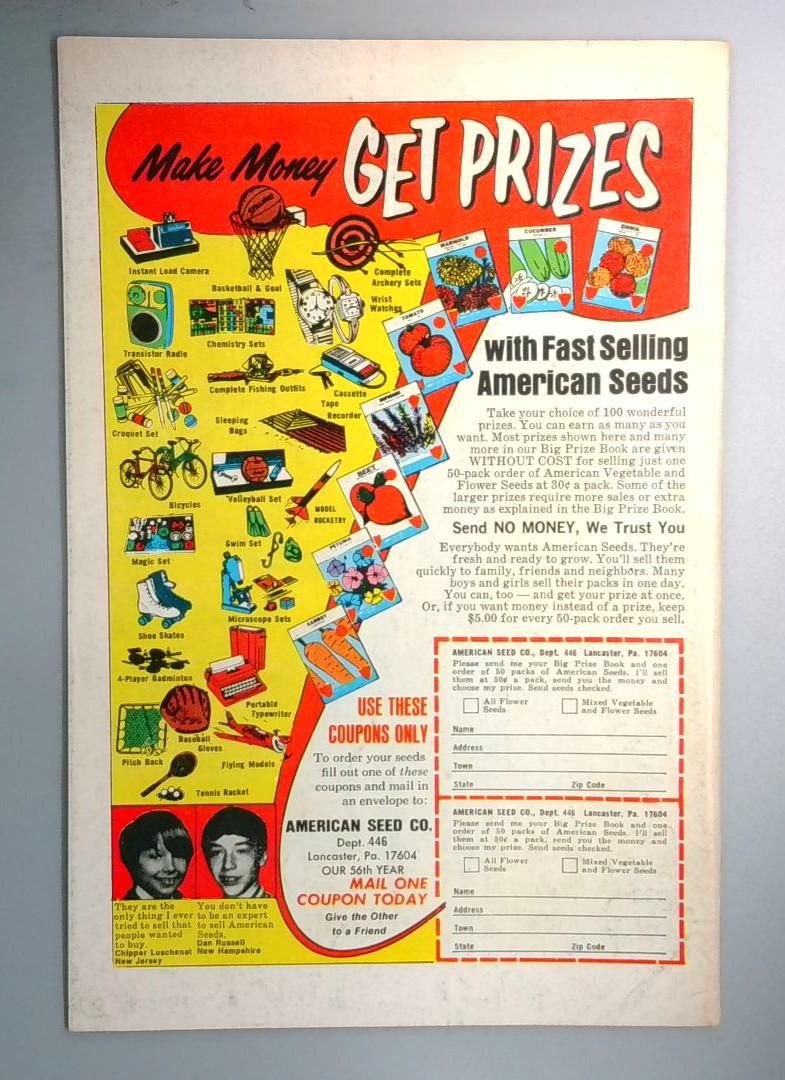 Make Money GET PRIZES
Instant Load Camera
Basketball & Goal
Complete
Archery Sets
Wrist
Watches
Transistor Radio
Chemistry Sets
Complete Fishing Outfits
Cassette
Tape
Recorder
Croquet Set
Sleeping
Bags
Bicycles
Volleyball Set
MODEL
ROCKETRY
Magic Set
Swim Set
Shoe Skates
Microscope Sets
4-Player Badminton
Portable
Typewriter
Baseball
Gloves
Pitch Back
Flying Models
Tennis Racket
MARIGOLD
CUCUMBER
ZINNIA
TOMATO
BEET
PETUNIA
CARROT
with Fast Selling
American Seeds
Take your choice of 100 wonderful
prizes. You can earn as many as you
want. Most prizes shown here and many
more in our Big Prize Book are given
WITHOUT COST for selling just one
50-pack order of American Vegetable and
Flower Seeds at 30¢ a pack. Some of the
larger prizes require more sales or extra
money as explained in the Big Prize Book.
Send NO MONEY, We Trust You
Everybody wants American Seeds. They're
fresh and ready to grow. You'll sell them
quickly to family, friends and neighbors. Many
boys and girls sell their packs in one day.
You can, too — and get your prize at once.
Or, if you want money instead of a prize, keep
$5.00 for every 50-pack order you sell.
USE THESE
COUPONS ONLY
To order your seeds
fill out one of these
coupons and mail in
an envelope to:
AMERICAN SEED CO.
Dept. 446
Lancaster, Pa. 17604
OUR 56th YEAR
MAIL ONE
COUPON TODAY
Give the Other
to a Friend
AMERICAN SEED CO., Dept. 446 Lancaster, Pa. 17604
Please send me your Big Prize Book and one
order of 50 packs of American Seeds. I'll sell
them at 30¢ a pack, send you the money and
choose my prize. Send seeds checked.
All Flower
Seeds
Mixed Vegetable
and Flower Seeds
Name
Address
Town
State Zip Code
AMERICAN SEED CO., Dept. 446 Lancaster, Pa. 17604
Please send me your Big Prize Book and one
order of 50 packs of American Seeds. I'll sell
them at 30¢ a pack, send you the money and
choose my prize. Send seeds checked.
All Flower
Seeds
Mixed Vegetable
and Flower Seeds
Name
Address
Town
State Zip Code
They are the
only thing I ever
tried to sell that
people wanted
to buy.
Chipper Luschenat
New Jersey
You don't have
to be an expert
to sell American
Seeds.
Dan Russell
New Hampshire